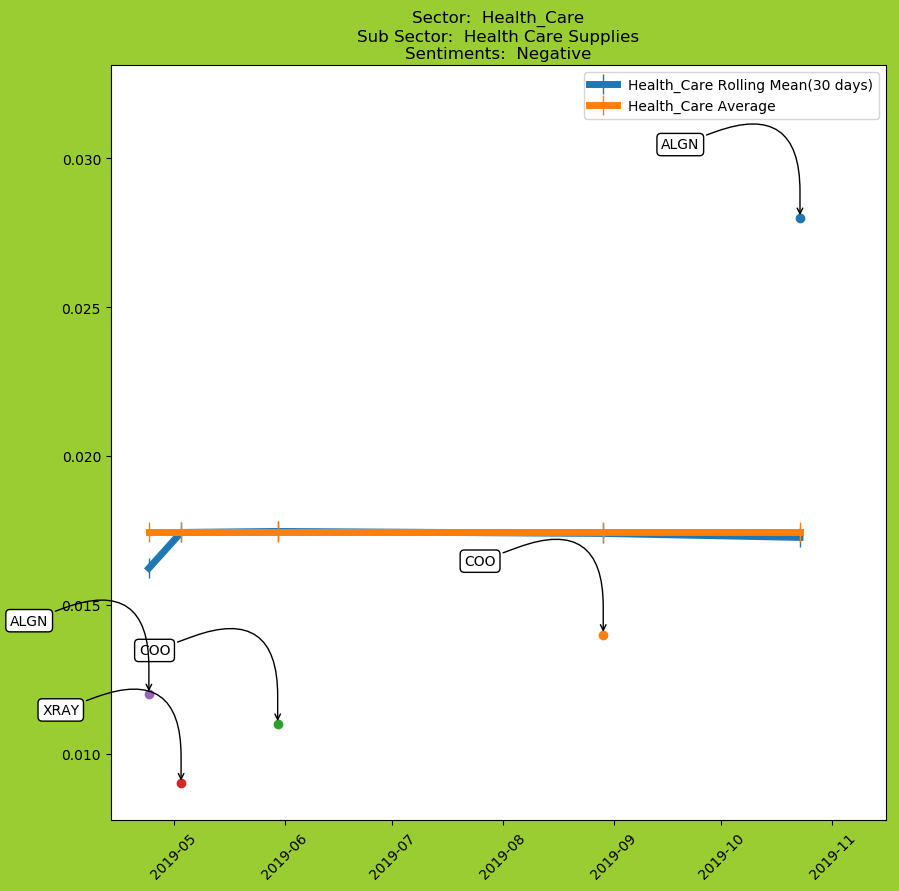 Sector:  Health_Care
Sub Sector:  Health Care Supplies
Sentiments:  Negative
Health_Care Rolling Mean(30 days)
Health_Care Average
ALGN
0.030
0.025
0.020
COO
0.015
ALGN
COO
XRAY
0.010
2019-05
2019-06
2019-07
2019-08
2019-09
2019-10
2019-11